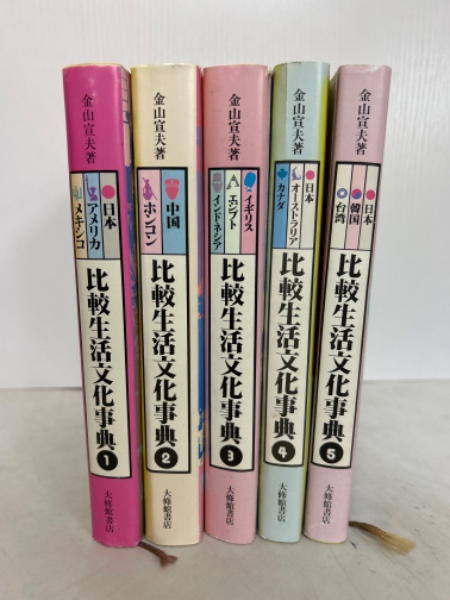 金山宣夫著
日本
アメリカ
メキシコ
比較生活文化事典
1
大修館書店
金山宣夫著
中国
ホンコン
比較生活文化事典
2
大修館書店
金山宣夫著
イギリス
エジプト
インドネシア
比較生活文化事典
3
大修館書店
金山宣夫著
日本
オーストラリア
カナダ
比較生活文化事典
4
大修館書店
金山宣夫著
日本
韓国
台湾
比較生活文化事典
5
大修館書店